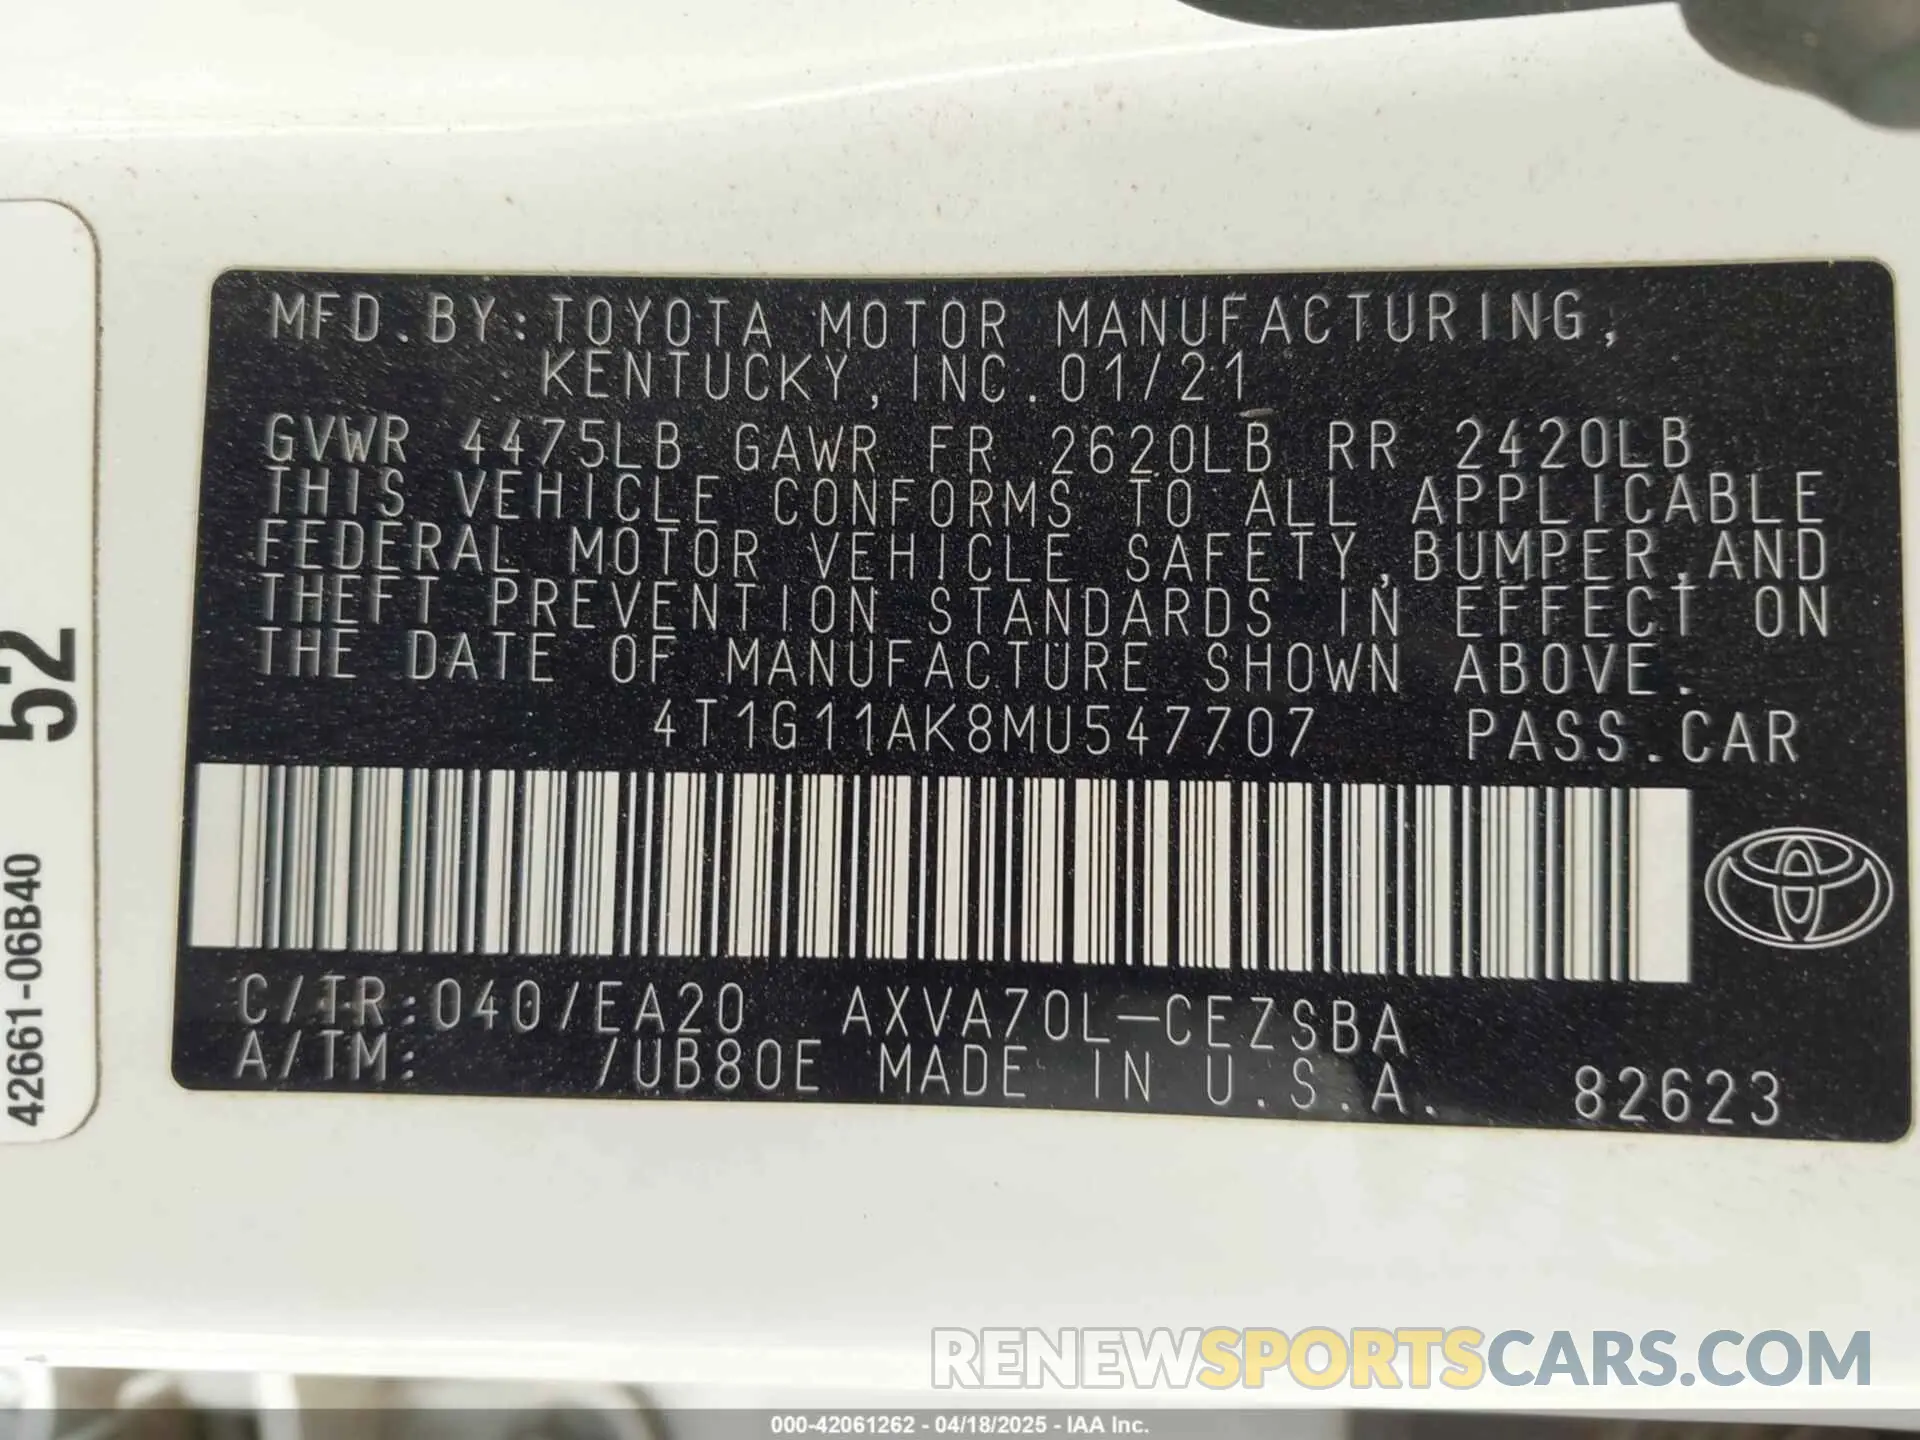 MFD.BY:TOYOTA MOTOR MANUFACTURING,
KENTUCKY, INC.01/21
GVWR 4475LB GAWR FR 2620LB RR 2420LB
THIS VEHICLE CONFORMS TO ALL APPLICABLE
FEDERAL MOTOR VEHICLE SAFETY,BUMPER,AND
THEFT PREVENTION STANDARDS IN EFFECT ON
THE DATE OF MANUFACTURE SHOWN ABOVE.
4T1G11AK8MU547707 PASS.CAR
C/TR:040/EA20 AXVA70L-CEZSBA
A/TM: /UB80E MADE IN U.S.A. 82623
52
42661-06B40
RENEWSPORTSCARS.COM
000-42061262 - 04/18/2025 - IAA Inc.